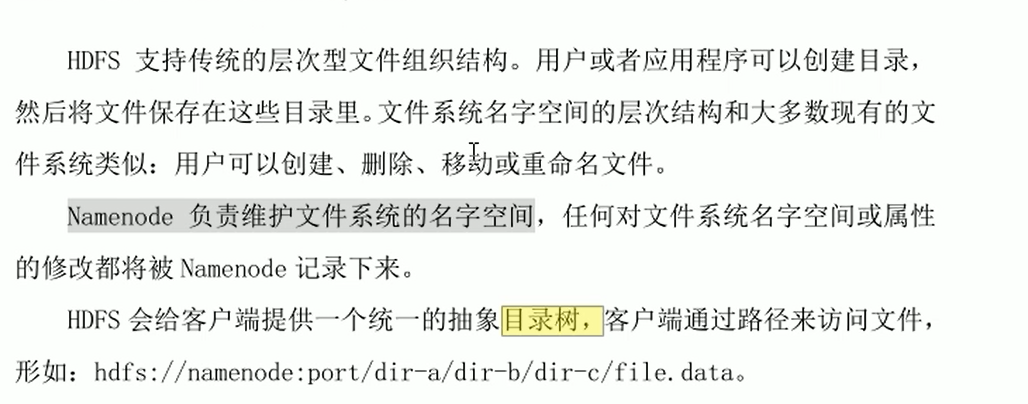 HDFS 支持传统的层次型文件组织结构。用户或者应用程序可以创建目录，
然后将文件保存在这些目录里。文件系统名字空间的层次结构和大多数现有的文
件系统类似：用户可以创建、删除、移动或重命名文件。
Namenode 负责维护文件系统的名字空间，任何对文件系统名字空间或属性
的修改都将被 Namenode 记录下来。
HDFS 会给客户端提供一个统一的抽象目录树，客户端通过路径来访问文件，
形如：hdfs://namenode:port/dir-a/dir-b/dir-c/file.data。